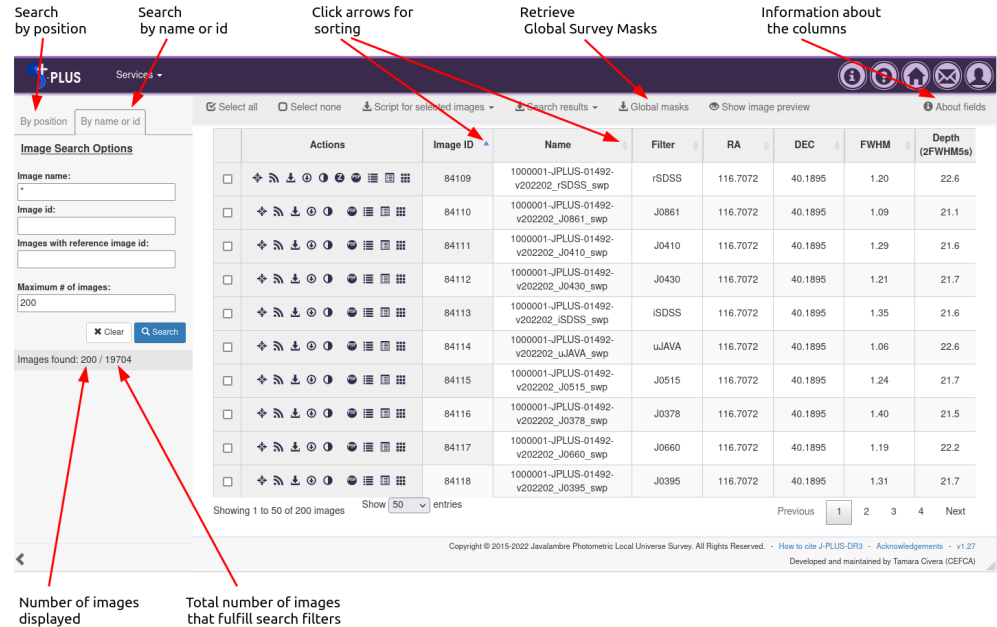 Search by position
Search by name or id
Click arrows for sorting
Retrieve Global Survey Masks
Information about the columns
J-PLUS Services
By position By name or id
Select all Select none Script for selected images Search results Global masks Show image preview About fields
Image Search Options
Image name:
*
Image id:
Images with reference image id:
Maximum # of images:
200
Clear Search
Images found: 200 / 19704
Actions Image ID Name Filter RA DEC FWHM Depth (2FWHM5s)
84109 1000001-JPLUS-01492-v202202_rSDSS_swp rSDSS 116.7072 40.1895 1.20 22.6
84110 1000001-JPLUS-01492-v202202_J0861_swp J0861 116.7072 40.1895 1.09 21.1
84111 1000001-JPLUS-01492-v202202_J0410_swp J0410 116.7072 40.1895 1.29 21.6
84112 1000001-JPLUS-01492-v202202_J0430_swp J0430 116.7072 40.1895 1.21 21.7
84113 1000001-JPLUS-01492-v202202_iSDSS_swp iSDSS 116.7072 40.1895 1.35 21.6
84114 1000001-JPLUS-01492-v202202_uJAVA_swp uJAVA 116.7072 40.1895 1.06 22.6
84115 1000001-JPLUS-01492-v202202_J0515_swp J0515 116.7072 40.1895 1.24 21.7
84116 1000001-JPLUS-01492-v202202_J0378_swp J0378 116.7072 40.1895 1.40 21.5
84117 1000001-JPLUS-01492-v202202_J0660_swp J0660 116.7072 40.1895 1.19 22.2
84118 1000001-JPLUS-01492-v202202_J0395_swp J0395 116.7072 40.1895 1.31 21.7
Showing 1 to 50 of 200 images Show 50 entries Previous 1 2 3 4 Next
Copyright © 2015-2022 Javalambre Photometric Local Universe Survey. All Rights Reserved. - How to cite J-PLUS-DR3 - Acknowledgements - v1.27
Developed and maintained by Tamara Civera (CEFCA)
Number of images displayed
Total number of images that fulfill search filters